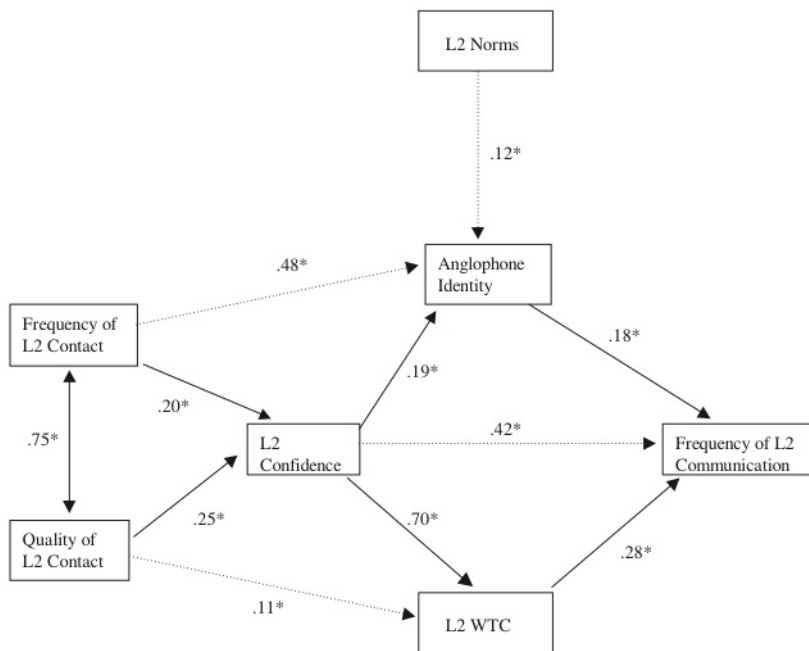 L2 Norms
.12*
Anglophone
Identity
.48*
Frequency of
L2 Contact
.18*
.19*
.20*
.75*
L2
Confidence
.42*
Frequency of L2
Communication
.25*
.70*
Quality of
L2 Contact
.28*
.11*
L2 WTC